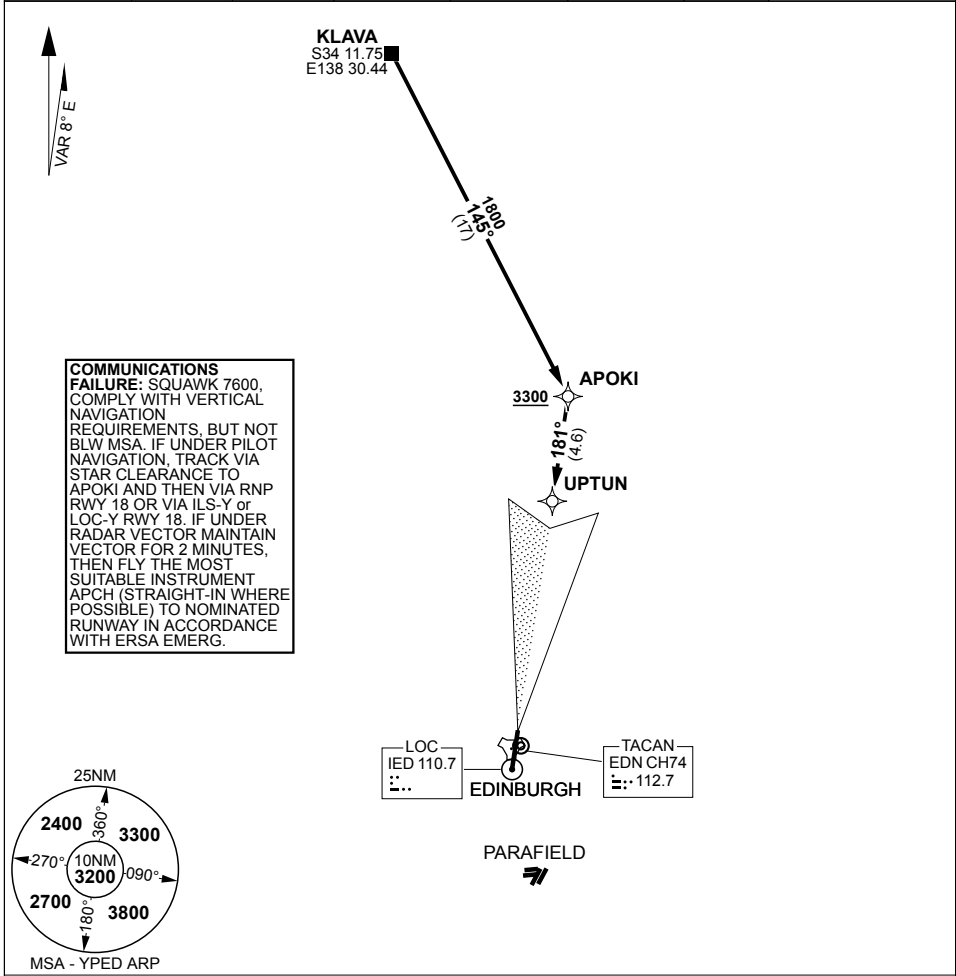 KLAVA
S34 11.75
E138 30.44
VAR 8° E
1800
145°
(17)
COMMUNICATIONS
FAILURE: SQUAWK 7600,
COMPLY WITH VERTICAL
NAVIGATION
REQUIREMENTS, BUT NOT
BLW MSA. IF UNDER PILOT
NAVIGATION, TRACK VIA
STAR CLEARANCE TO
APOKI AND THEN VIA RNP
RWY 18 OR VIA ILS-Y or
LOC-Y RWY 18. IF UNDER
RADAR VECTOR MAINTAIN
VECTOR FOR 2 MINUTES,
THEN FLY THE MOST
SUITABLE INSTRUMENT
APCH (STRAIGHT-IN WHERE
POSSIBLE) TO NOMINATED
RUNWAY IN ACCORDANCE
WITH ERSA EMERG.
APOKI
3300
181°
(4.6)
UPTUN
LOC
IED 110.7
TACAN
EDN CH74
112.7
EDINBURGH
PARAFIELD
25NM
2400
360°
3300
270°
10NM
3200
090°
2700
180°
3800
MSA - YPED ARP